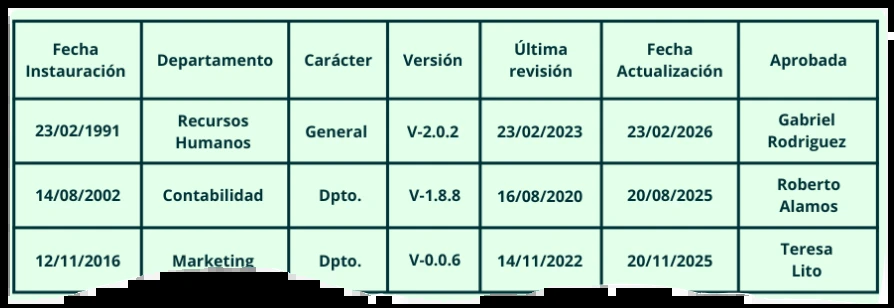 Fecha Instauración Departamento Carácter Versión Última revisión Fecha Actualización Aprobada
23/02/1991 Recursos Humanos General V-2.0.2 23/02/2023 23/02/2026 Gabriel Rodriguez
14/08/2002 Contabilidad Dpto. V-1.8.8 16/08/2020 20/08/2025 Roberto Alamos
12/11/2016 Marketing Dpto. V-0.0.6 14/11/2022 20/11/2025 Teresa Lito